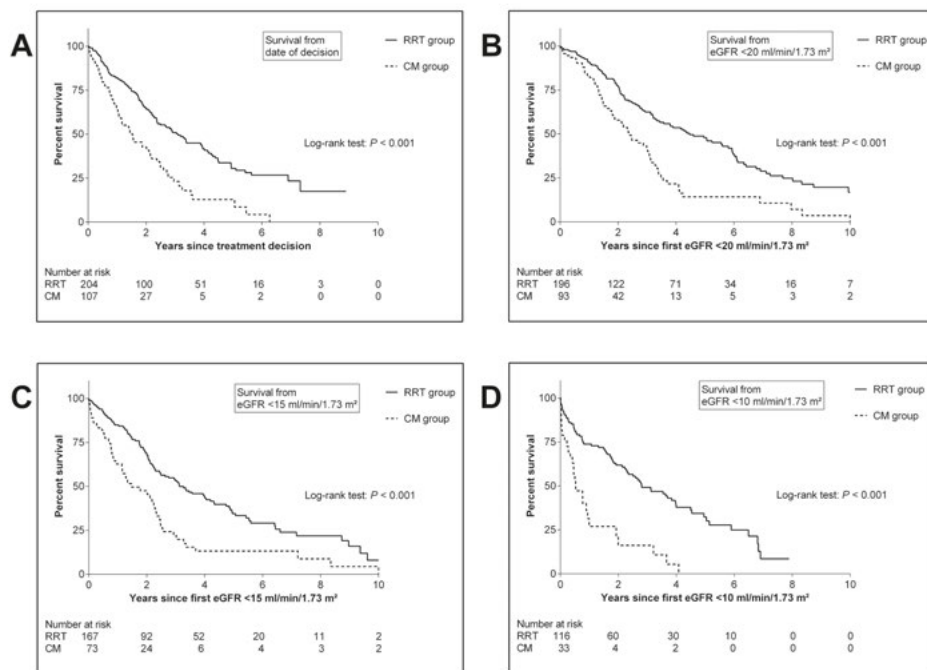 A
Survival from
date of decision
RRT group
CM group
Log-rank test: P < 0.001
Percent survival
100
75
50
25
0
0 2 4 6 8 10
Years since treatment decision
Number at risk
RRT 204 100 51 16 3 0
CM 107 27 5 2 0 0
B
Survival from
eGFR <20 ml/min/1.73 m²
RRT group
CM group
Log-rank test: P < 0.001
Percent survival
100
75
50
25
0
0 2 4 6 8 10
Years since first eGFR <20 ml/min/1.73 m²
Number at risk
RRT 196 122 71 34 16 7
CM 93 42 13 5 3 2
C
Survival from
eGFR <15 ml/min/1.73 m²
RRT group
CM group
Log-rank test: P < 0.001
Percent survival
100
75
50
25
0
0 2 4 6 8 10
Years since first eGFR <15 ml/min/1.73 m²
Number at risk
RRT 167 92 52 20 11 2
CM 73 24 6 4 3 2
D
Survival from
eGFR <10 ml/min/1.73 m²
RRT group
CM group
Log-rank test: P < 0.001
Percent survival
100
75
50
25
0
0 2 4 6 8 10
Years since first eGFR <10 ml/min/1.73 m²
Number at risk
RRT 116 60 30 10 0 0
CM 33 4 2 0 0 0